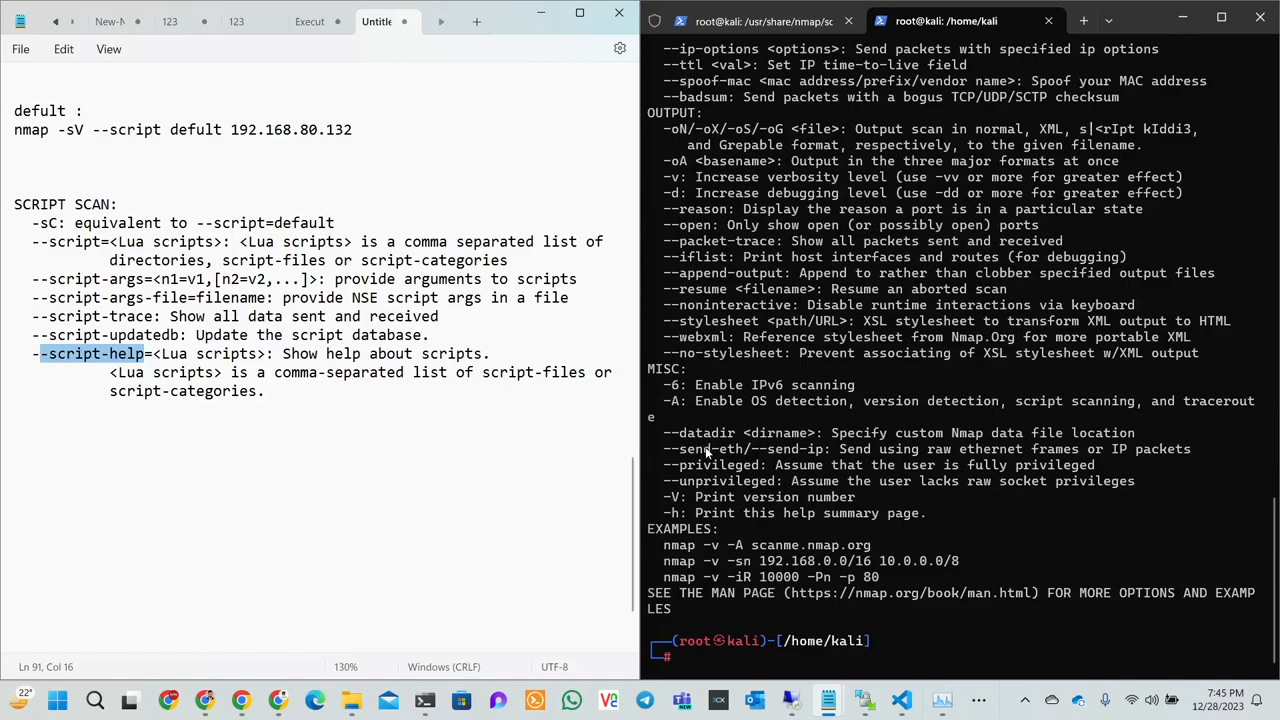 New-N
123
123
Execut
Untitle
File
Edit
View
defult :
nmap -sV --script defult 192.168.80.132
SCRIPT SCAN:
-sC: equivalent to --script=default
--script=<Lua scripts>: <Lua scripts> is a comma separated list of
directories, script-files or script-categories
--script-args=<n1=v1,[n2=v2,...]>: provide arguments to scripts
--script-args-file=filename: provide NSE script args in a file
--script-trace: Show all data sent and received
--script-updatedb: Update the script database.
--script-help=<Lua scripts>: Show help about scripts.
<Lua scripts> is a comma-separated list of script-files or
script-categories.
Ln 91, Col 16
130%
Windows (CRLF)
UTF-8
root@kali: /usr/share/nmap/sc
root@kali: /home/kali
--ip-options <options>: Send packets with specified ip options
--ttl <val>: Set IP time-to-live field
--spoof-mac <mac address/prefix/vendor name>: Spoof your MAC address
--badsum: Send packets with a bogus TCP/UDP/SCTP checksum
OUTPUT:
-oN/-oX/-oS/-oG <file>: Output scan in normal, XML, s|<rIpt kIddi3,
and Grepable format, respectively, to the given filename.
-oA <basename>: Output in the three major formats at once
-v: Increase verbosity level (use -vv or more for greater effect)
-d: Increase debugging level (use -dd or more for greater effect)
--reason: Display the reason a port is in a particular state
--open: Only show open (or possibly open) ports
--packet-trace: Show all packets sent and received
--iflist: Print host interfaces and routes (for debugging)
--append-output: Append to rather than clobber specified output files
--resume <filename>: Resume an aborted scan
--noninteractive: Disable runtime interactions via keyboard
--stylesheet <path/URL>: XSL stylesheet to transform XML output to HTML
--webxml: Reference stylesheet from Nmap.Org for more portable XML
--no-stylesheet: Prevent associating of XSL stylesheet w/XML output
MISC:
-6: Enable IPv6 scanning
-A: Enable OS detection, version detection, script scanning, and tracerout
e
--datadir <dirname>: Specify custom Nmap data file location
--send-eth/--send-ip: Send using raw ethernet frames or IP packets
--privileged: Assume that the user is fully privileged
--unprivileged: Assume the user lacks raw socket privileges
-V: Print version number
-h: Print this help summary page.
EXAMPLES:
nmap -v -A scanme.nmap.org
nmap -v -sn 192.168.0.0/16 10.0.0.0/8
nmap -v -iR 10000 -Pn -p 80
SEE THE MAN PAGE (https://nmap.org/book/man.html) FOR MORE OPTIONS AND EXAMP
LES
┌──(root㉿kali)-[/home/kali]
└─#
22°
7:45 PM
12/28/2023